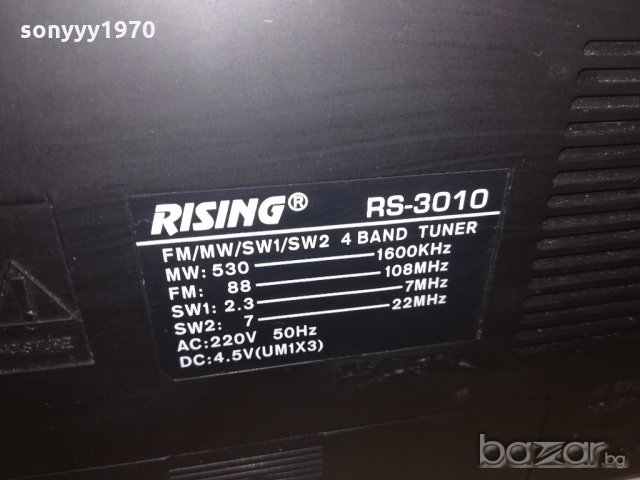 sonyyy1970
RISING® RS-3010
FM/MW/SW1/SW2 4 BAND TUNER
MW: 530 1600KHz
FM: 88 108MHz
SW1: 2.3 7MHz
SW2: 7 22MHz
AC:220V 50Hz
DC:4.5V(UM1X3)
MOISTURE
bazar.bg